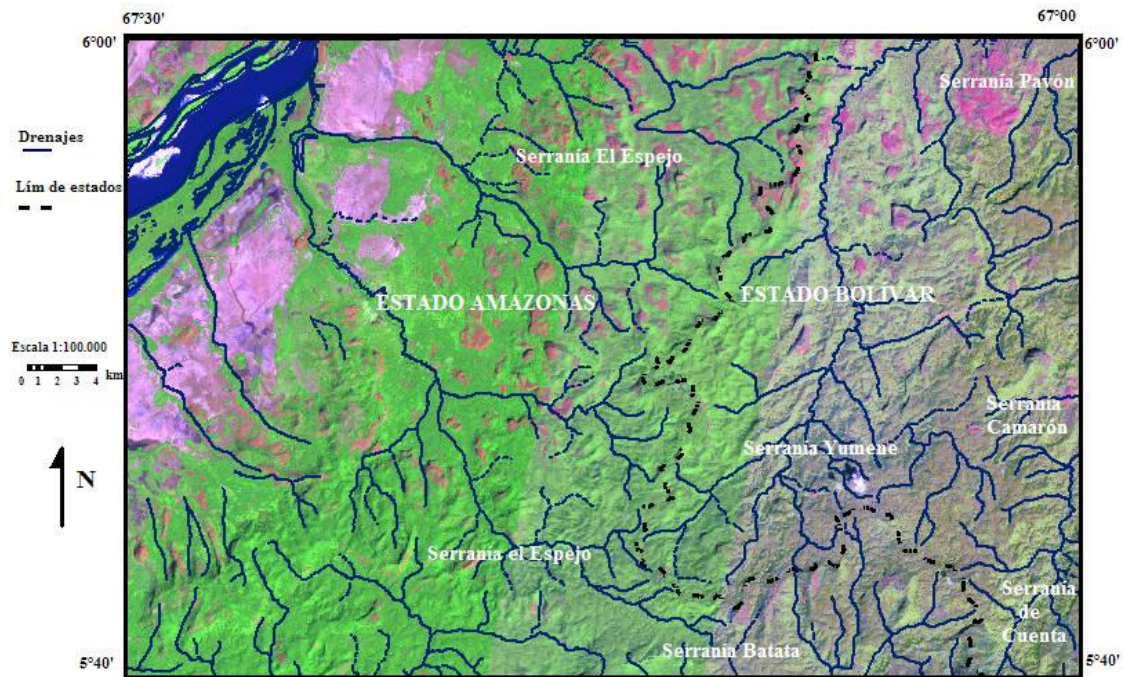 67°30'
67°00
6°00'
6°00'
Serranía Pavón
Drenajes
Serranía El Espejo
Lím de estados
ESTADO AMAZONAS
ESTADO BOLÍVAR
Escala 1:100.000
0 1 2 3 4 km
Serranía
Camarón
Serranía Yumene
N
Serranía el Espejo
Serranía
de
Cuenta
Serranía Batata
5°40'
5°40'